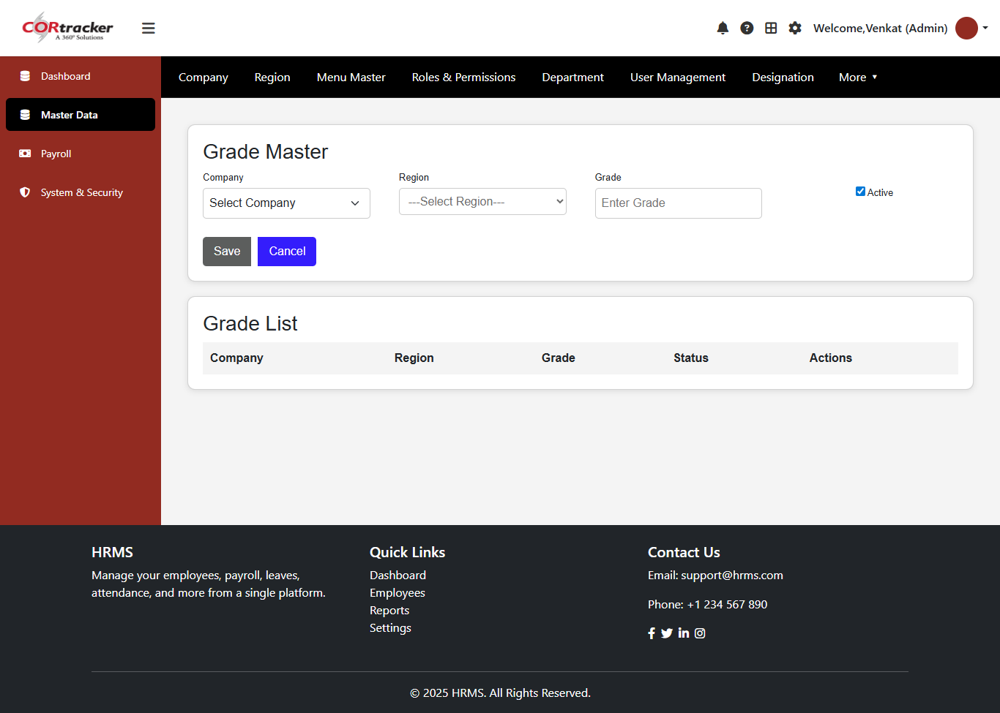 CORtracker
A 360° Solutions
Welcome,Venkat (Admin)
Dashboard
Master Data
Payroll
System & Security
Company Region Menu Master Roles & Permissions Department User Management Designation More
Grade Master
Company Region Grade
Select Company ---Select Region--- Enter Grade Active
Save Cancel
Grade List
Company Region Grade Status Actions
HRMS
Manage your employees, payroll, leaves,
attendance, and more from a single platform.
Quick Links
Dashboard
Employees
Reports
Settings
Contact Us
Email: support@hrms.com
Phone: +1 234 567 890
© 2025 HRMS. All Rights Reserved.